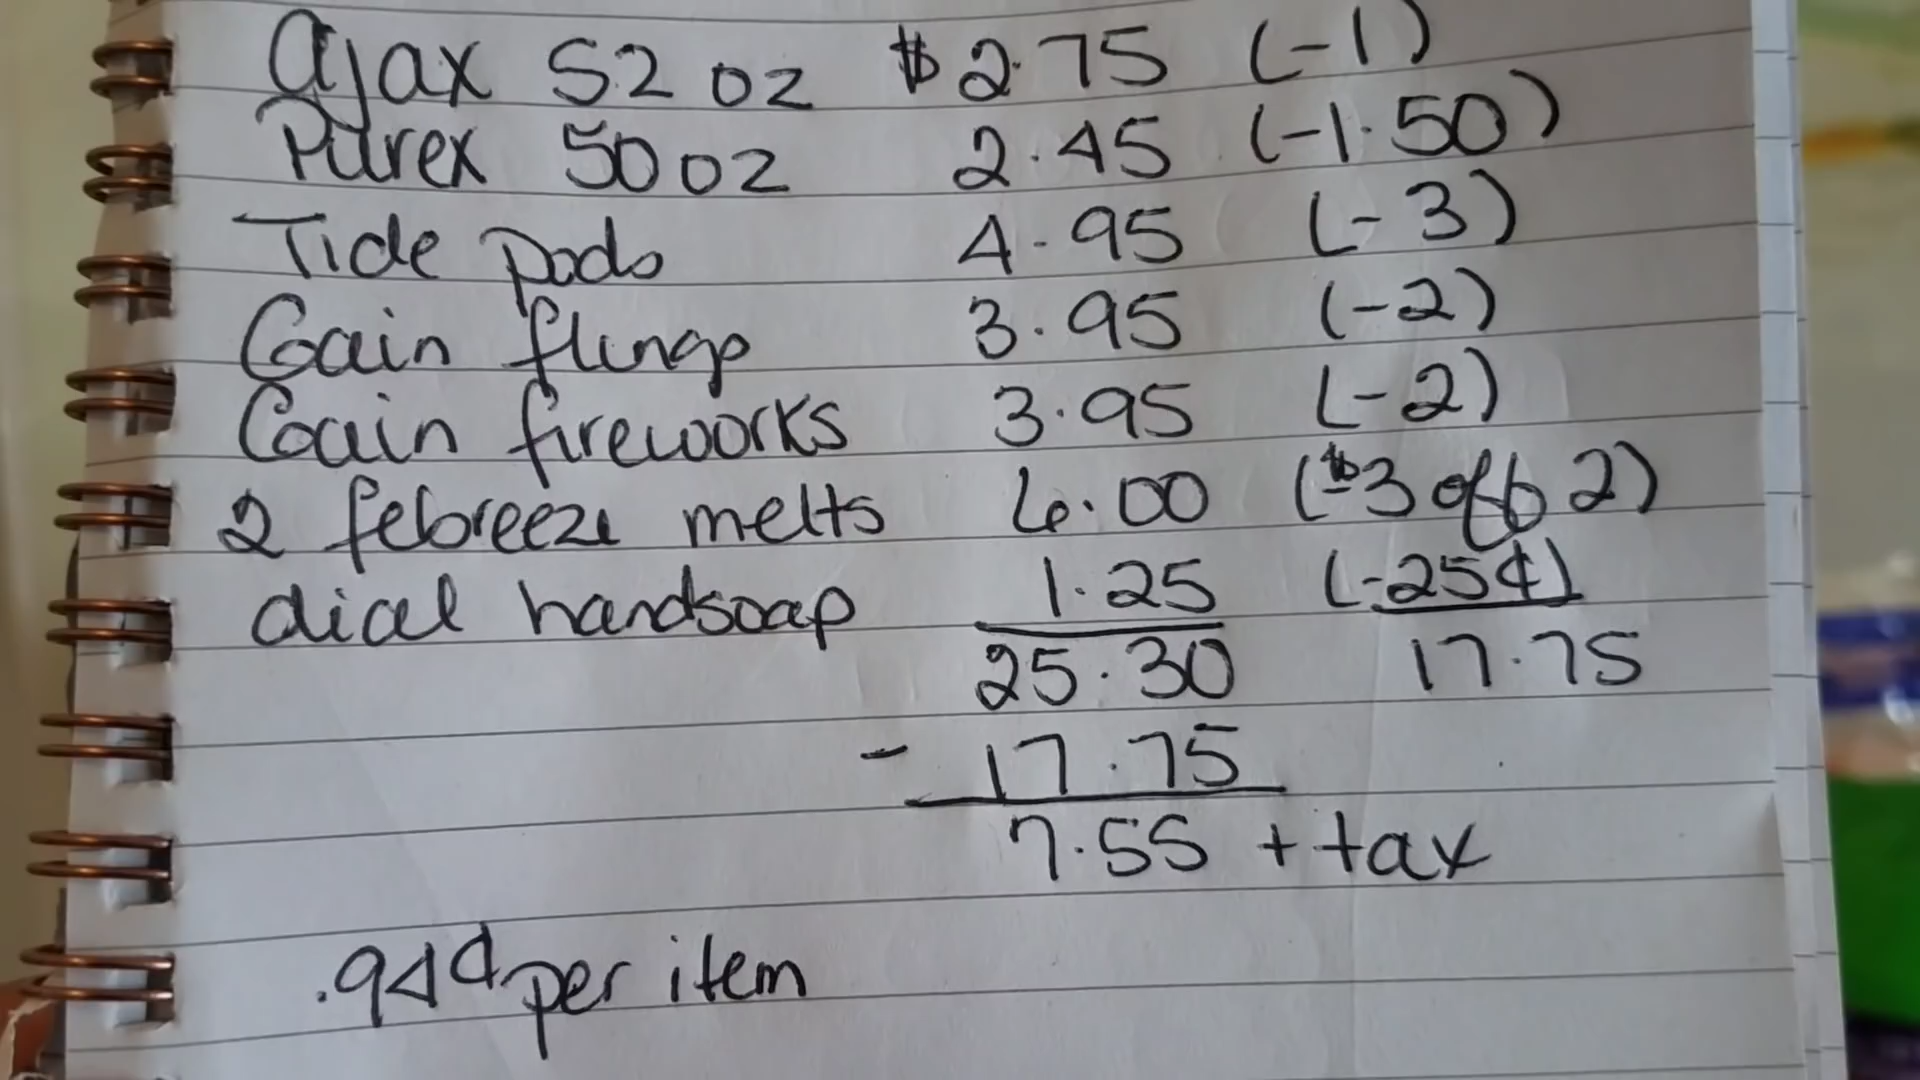 Ajax 52 oz $2.75 (-1)
Purex 50 oz 2.45 (-1.50)
Tide pods 4.95 (-3)
Gain flings 3.95 (-2)
Gain fireworks 3.95 (-2)
2 febreeze melts 6.00 ($3 off 2)
dial handsoap 1.25 (-25¢)
25.30 17.75
- 17.75
7.55 + tax
.94¢ per item